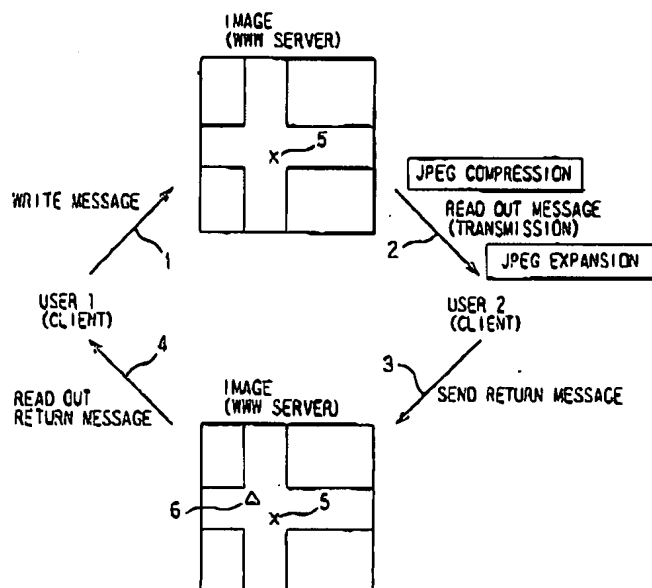 IMAGE
(WWW SERVER)
5
JPEG COMPRESSION
WRITE MESSAGE
READ OUT MESSAGE
(TRANSMISSION)
1
2
JPEG EXPANSION
USER 1
(CLIENT)
USER 2
(CLIENT)
4
3
READ OUT
RETURN MESSAGE
IMAGE
(WWW SERVER)
SEND RETURN MESSAGE
6
5